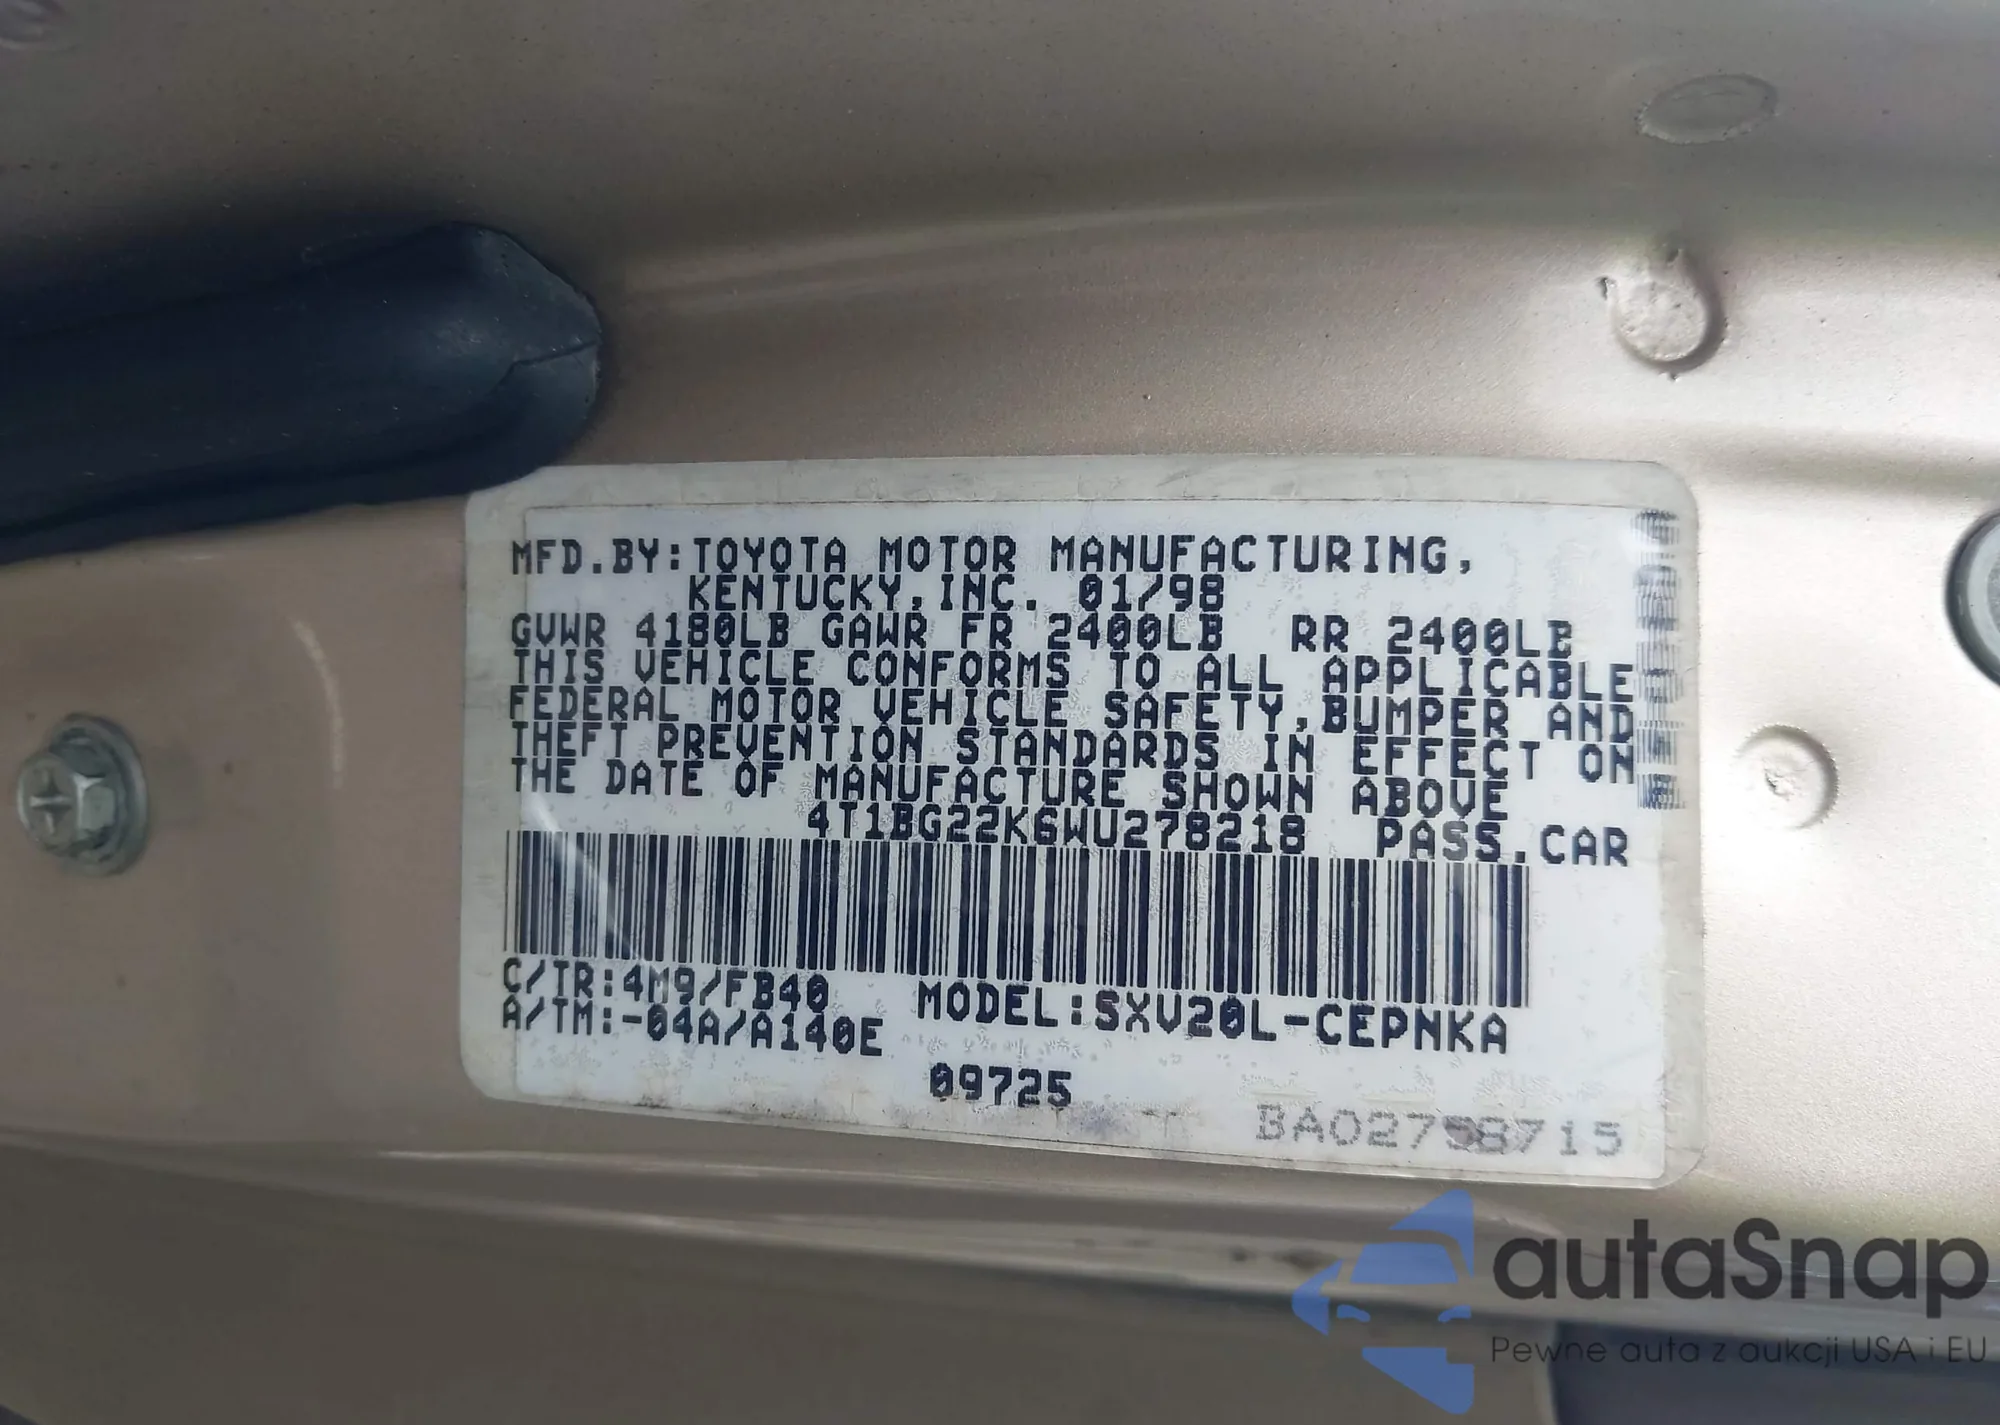 MFD.BY:TOYOTA MOTOR MANUFACTURING,
KENTUCKY,INC. 01/98
GVWR 4180LB GAWR FR 2400LB RR 2400LB
THIS VEHICLE CONFORMS TO ALL APPLICABLE
FEDERAL MOTOR VEHICLE SAFETY,BUMPER AND
THEFT PREVENTION STANDARDS IN EFFECT ON
THE DATE OF MANUFACTURE SHOWN ABOVE
4T1BG22K6WU278218 PASS.CAR
C/TR:4M9/FB40 MODEL:SXV20L-CEPNKA
A/TM:-04A/A140E
09725
BA02758715
autaSnap
Pewne auta z aukcji USA i EU